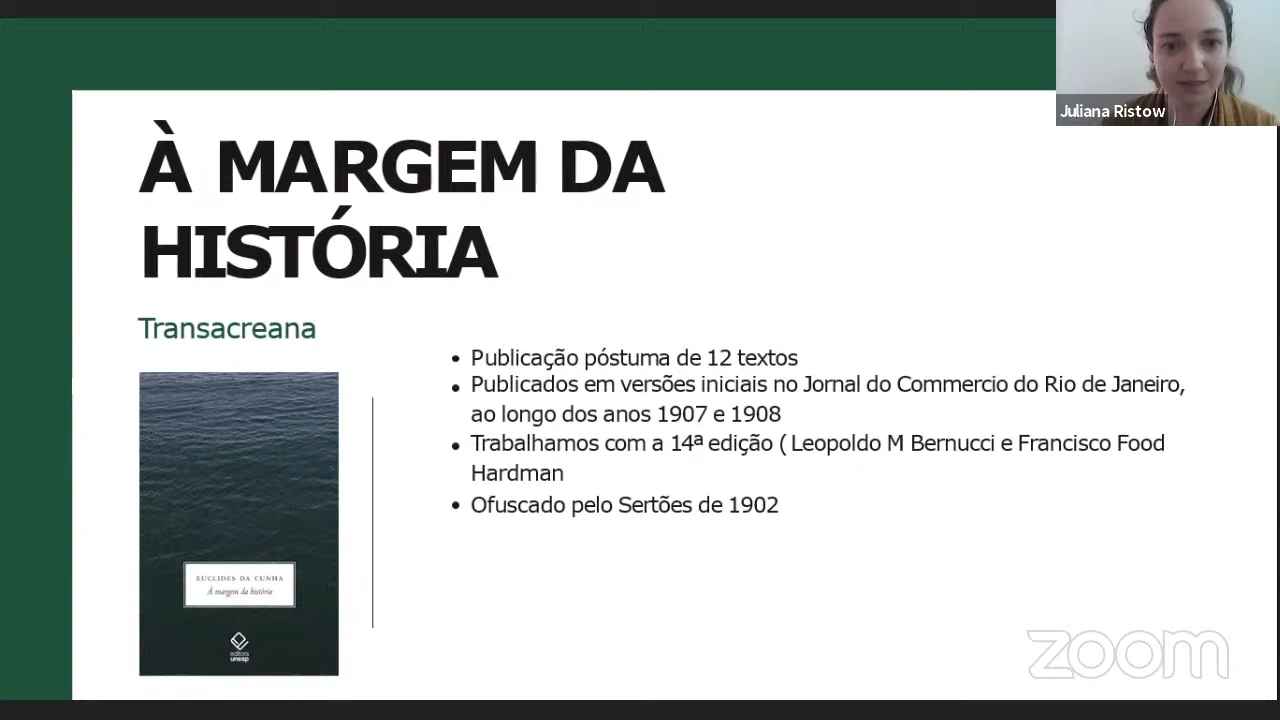 Juliana Ristow
À MARGEM DA
HISTÓRIA
Transacreana
• Publicação póstuma de 12 textos
• Publicados em versões iniciais no Jornal do Commercio do Rio de Janeiro,
ao longo dos anos 1907 e 1908
• Trabalhamos com a 14ª edição ( Leopoldo M Bernucci e Francisco Food
Hardman
• Ofuscado pelo Sertões de 1902
EUCLIDES DA CUNHA
À margem da história
editora
unesp
zoom